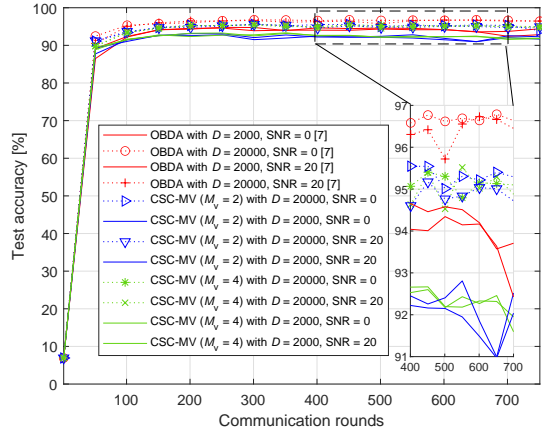 100
90
80
70
60
50
40
30
20
10
0
Test accuracy [%]
100 200 300 400 500 600 700
Communication rounds
OBDA with D = 2000, SNR = 0 [7]
OBDA with D = 20000, SNR = 0 [7]
OBDA with D = 2000, SNR = 20 [7]
OBDA with D = 20000, SNR = 20 [7]
CSC-MV (Mv = 2) with D = 20000, SNR = 0
CSC-MV (Mv = 2) with D = 2000, SNR = 0
CSC-MV (Mv = 2) with D = 20000, SNR = 20
CSC-MV (Mv = 2) with D = 2000, SNR = 20
CSC-MV (Mv = 4) with D = 20000, SNR = 0
CSC-MV (Mv = 4) with D = 20000, SNR = 20
CSC-MV (Mv = 4) with D = 2000, SNR = 0
CSC-MV (Mv = 4) with D = 2000, SNR = 20
97
96
95
94
93
92
91
400 500 600 700